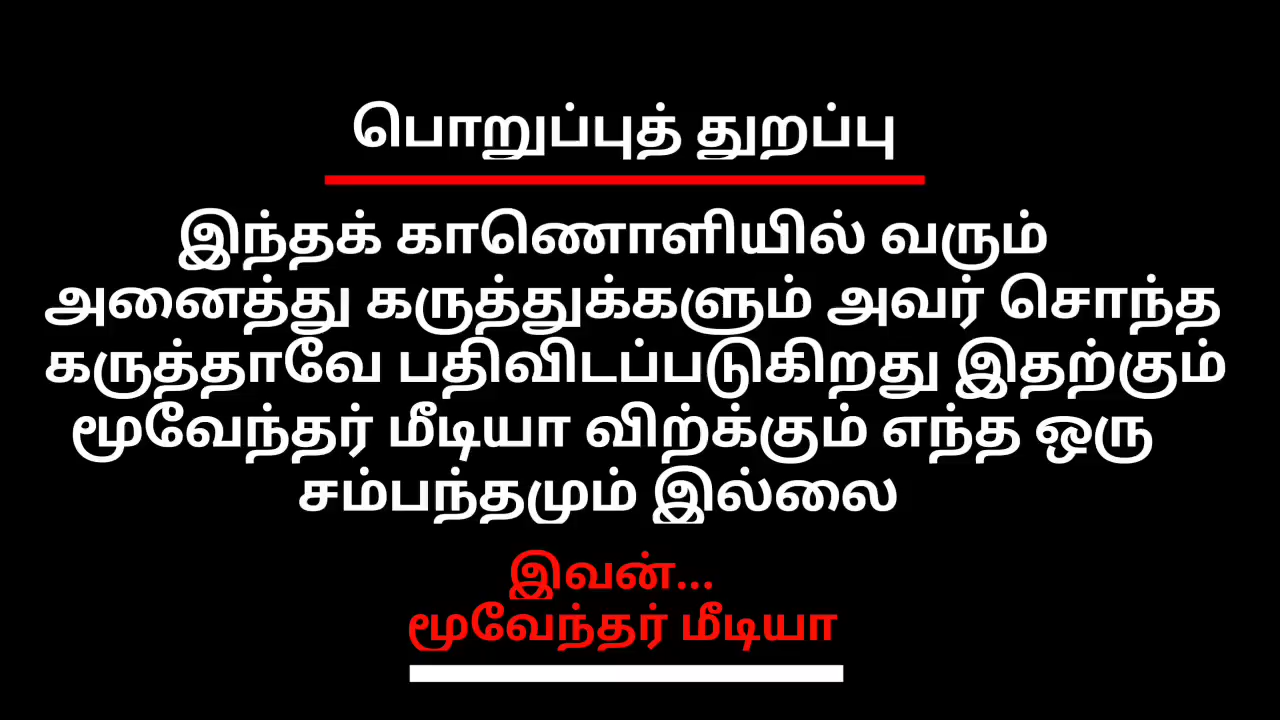 பொறுப்புத் துறப்பு
இந்தக் காணொளியில் வரும்
அனைத்து கருத்துக்களும் அவர் சொந்த
கருத்தாவே பதிவிடப்படுகிறது இதற்கும்
மூவேந்தர் மீடியா விற்க்கும் எந்த ஒரு
சம்பந்தமும் இல்லை
இவன்...
மூவேந்தர் மீடியா